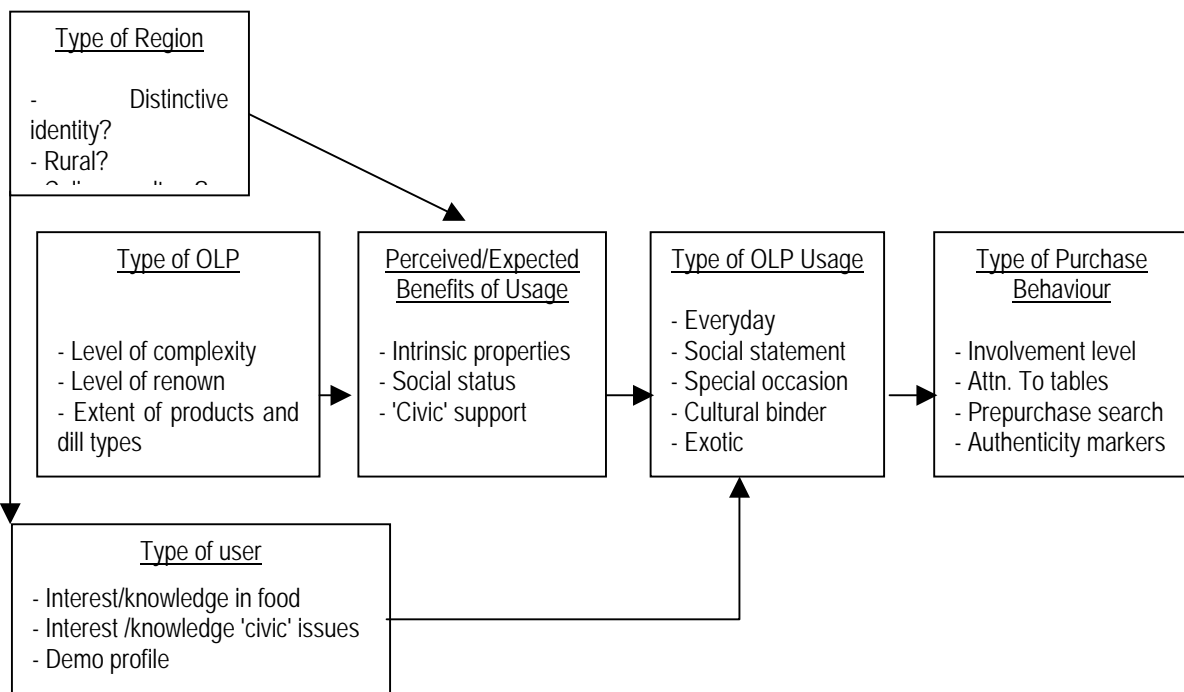 Type of Region
- Distinctive
identity?
- Rural?
Type of OLP
- Level of complexity
- Level of renown
- Extent of products and
dill types
Perceived/Expected
Benefits of Usage
- Intrinsic properties
- Social status
- 'Civic' support
Type of OLP Usage
- Everyday
- Social statement
- Special occasion
- Cultural binder
- Exotic
Type of Purchase
Behaviour
- Involvement level
- Attn. To tables
- Prepurchase search
- Authenticity markers
Type of user
- Interest/knowledge in food
- Interest /knowledge 'civic' issues
- Demo profile